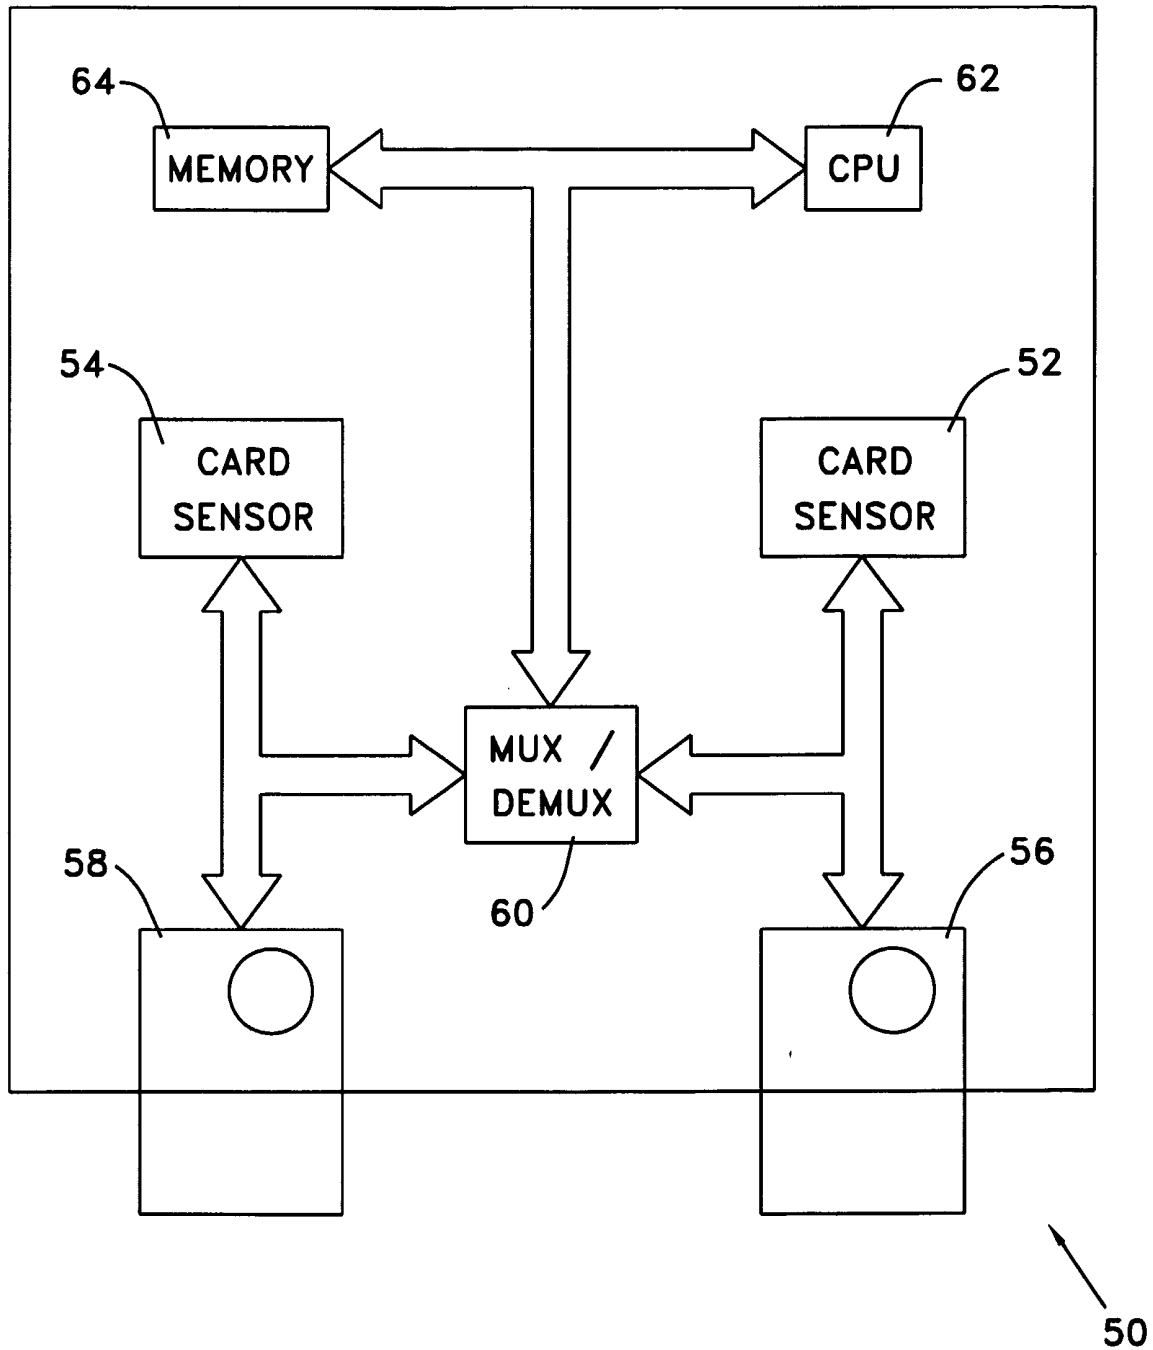 64
62
MEMORY
CPU
54
52
CARD
SENSOR
CARD
SENSOR
MUX /
DEMUX
58
56
60
50